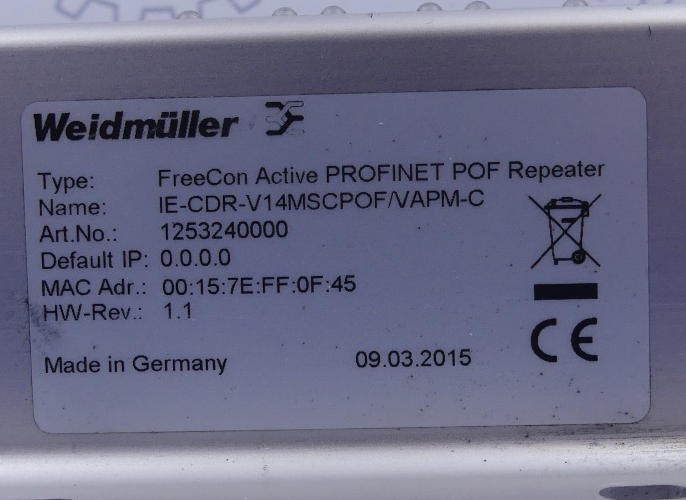 Weidmüller
Type: FreeCon Active PROFINET POF Repeater
Name: IE-CDR-V14MSCPOF/VAPM-C
Art.No.: 1253240000
Default IP: 0.0.0.0
MAC Adr.: 00:15:7E:FF:0F:45
HW-Rev.: 1.1
CE
Made in Germany 09.03.2015